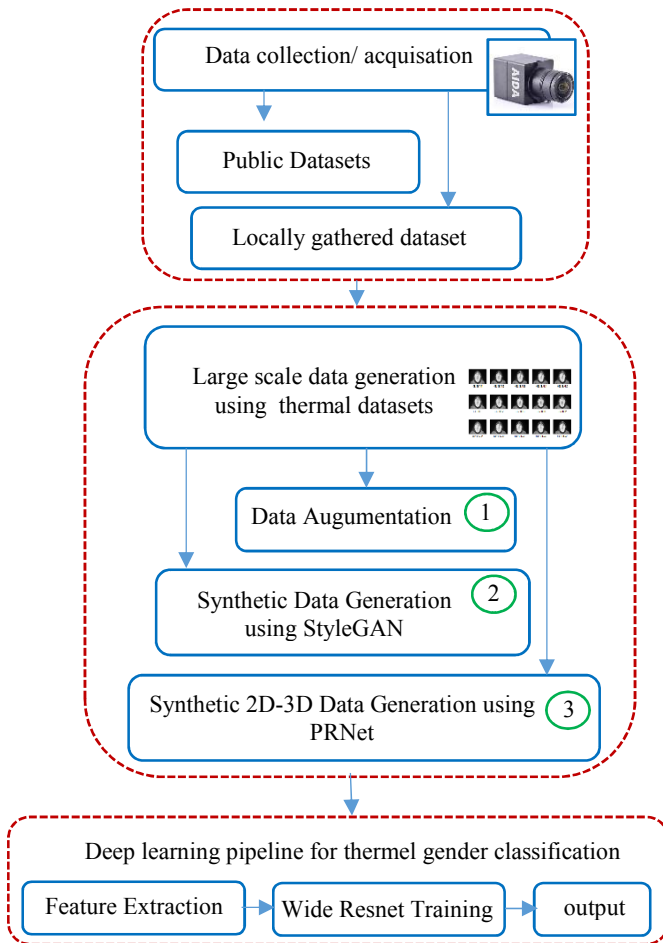 Data collection/ acquisation
AIDA
Public Datasets
Locally gathered dataset
Large scale data generation
using thermal datasets
Data Augumentation
1
Synthetic Data Generation
using StyleGAN
2
Synthetic 2D-3D Data Generation using
PRNet
3
Deep learning pipeline for thermel gender classification
Feature Extraction
Wide Resnet Training
output